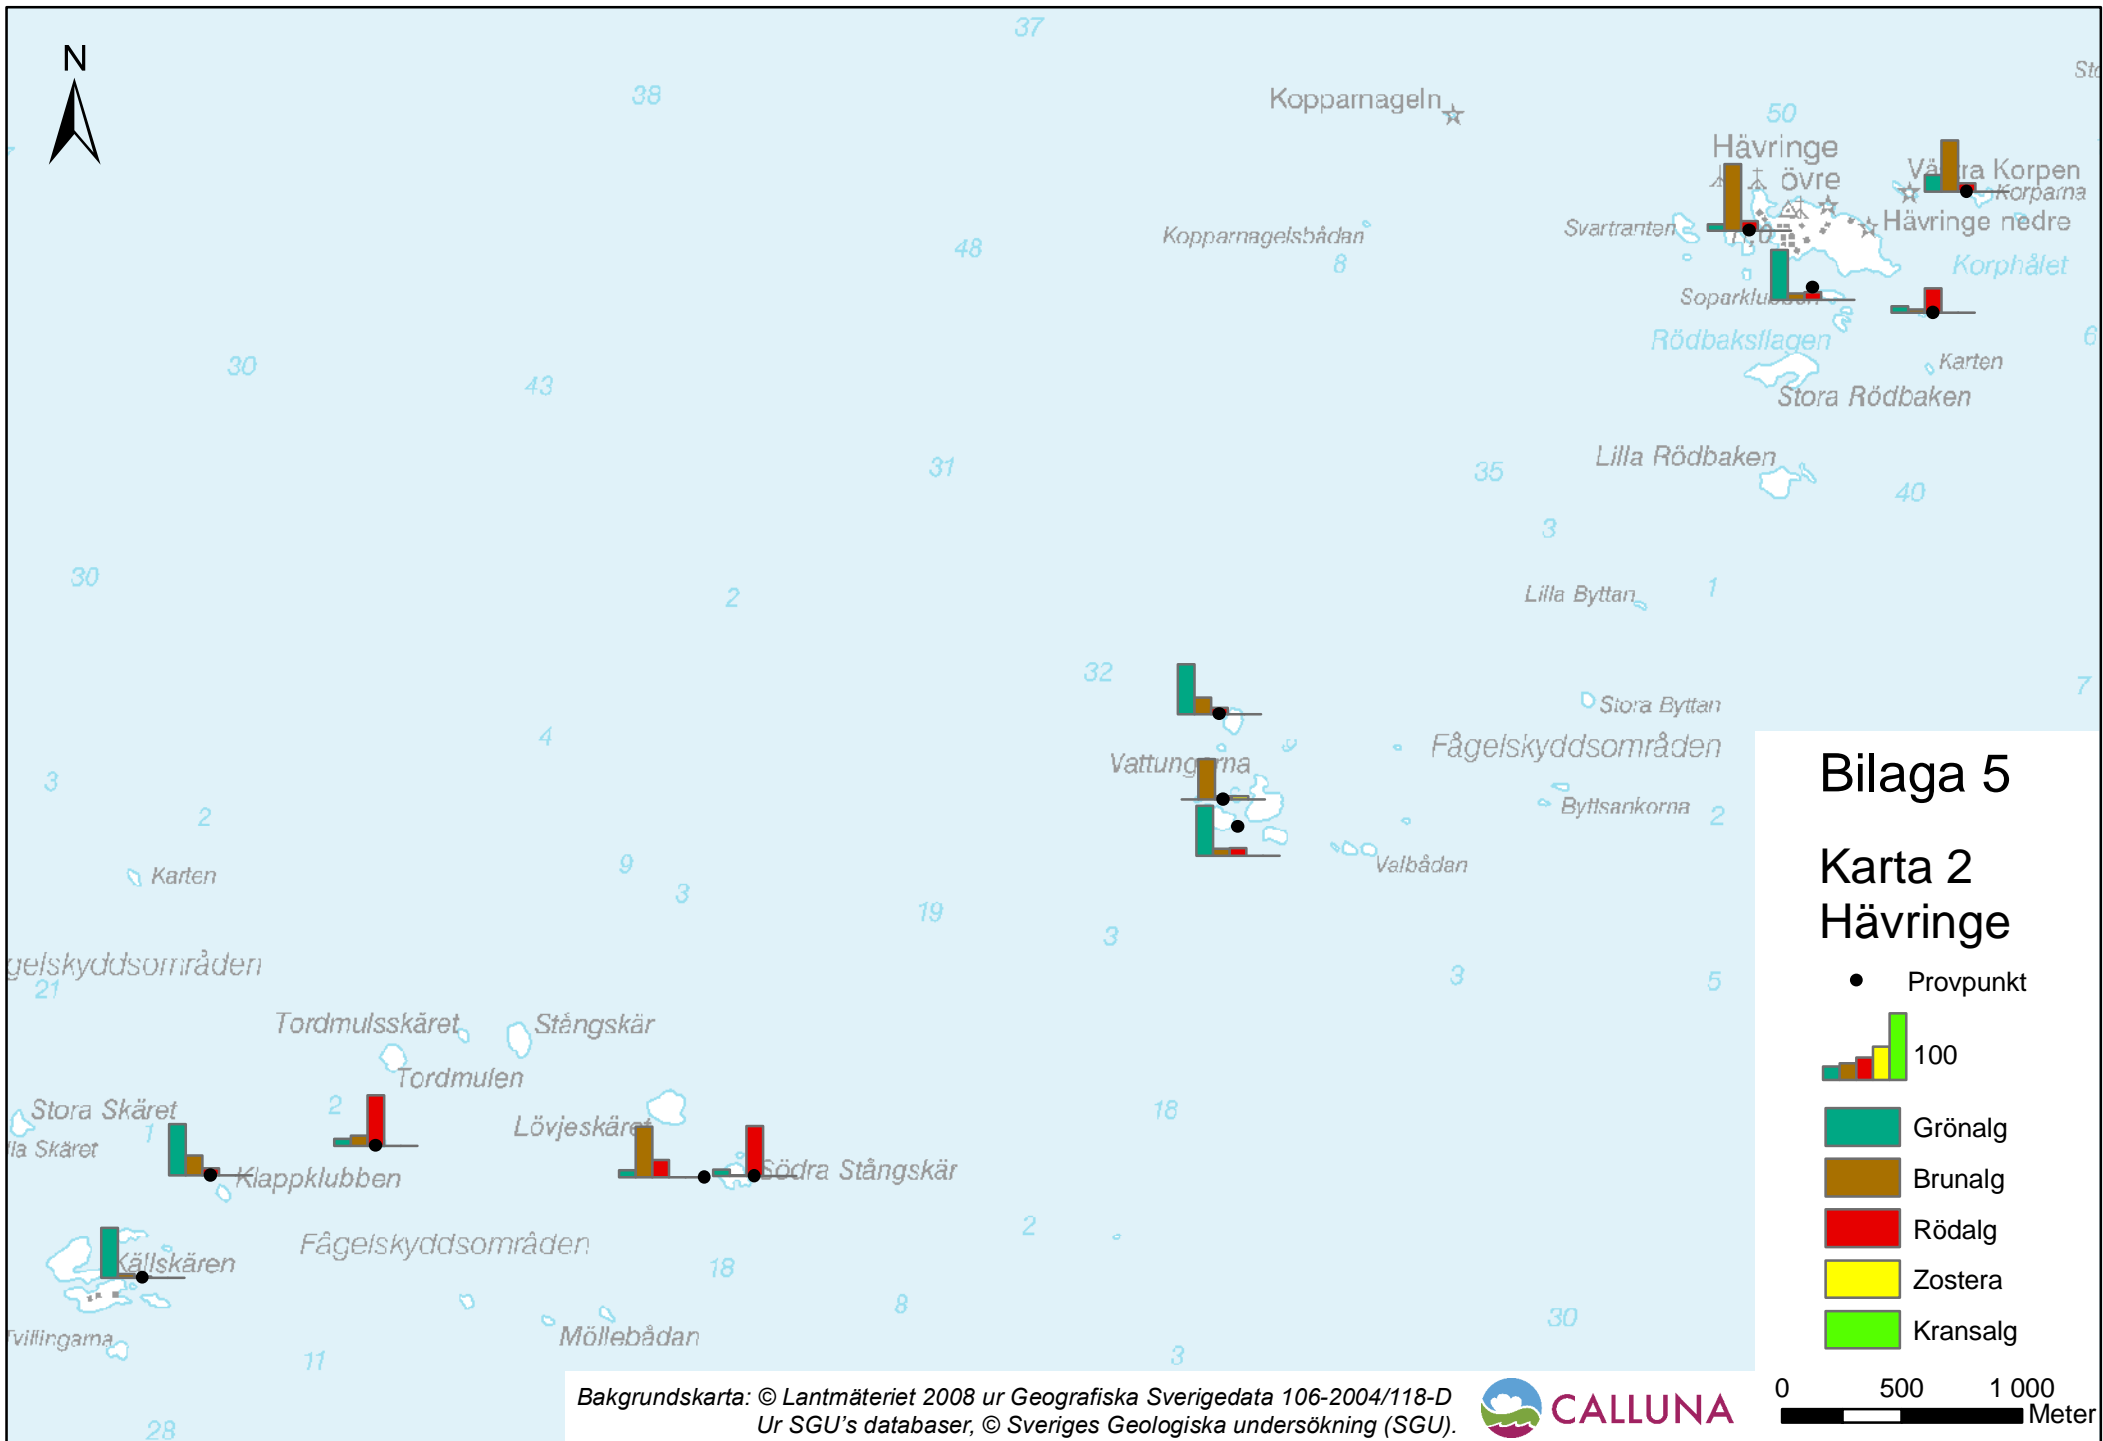 N
37
38
Kopparnageln
50
Hävringe
övre
Korparna
Hävringe nedre
Svartranten
Kopparnagelsbådan
8
48
Korphålet
Rödbaksflagen
6
Karten
Stora Rödbaken
30
43
31
35
Lilla Rödbaken
40
3
30
2
Lilla Byttan
1
32
7
Stora Byttan
Fågelskyddsområden
4
3
2
Byttsankorna
2
Valbådan
9
3
Karten
19
3
gelskyddsområden
21
3
5
Tordmulsskäret
Stångskär
Tordmulen
2
Stora Skäret
1
lla Skäret
Lövjeskäret
18
Klappklubben
Södra Stångskär
2
Fågelskyddsområden
Källskären
18
8
30
Tvillingarna
Möllebådan
11
3
28
Bilaga 5
Karta 2
Hävringe
Provpunkt
100
Grönalg
Brunalg
Rödalg
Zostera
Kransalg
0 500 1 000
Meter
Bakgrundskarta: © Lantmäteriet 2008 ur Geografiska Sverigedata 106-2004/118-D
Ur SGU's databaser, © Sveriges Geologiska undersökning (SGU).
CALLUNA